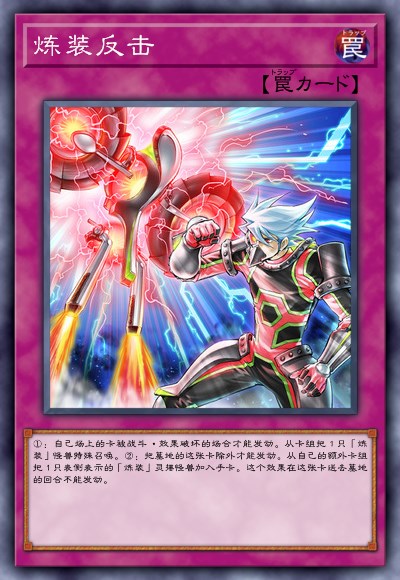 炼装反击
トラップ
罠
トラップ
【罠カード】
①：自己场上的卡被战斗·效果破坏的场合才能发动。从卡组把1只「炼
装」怪兽特殊召唤。②：把墓地的这张卡除外才能发动。从自己的额外卡组
把1只表侧表示的「炼装」灵摆怪兽加入手卡。这个效果在这张卡送去墓地
的回合不能发动。